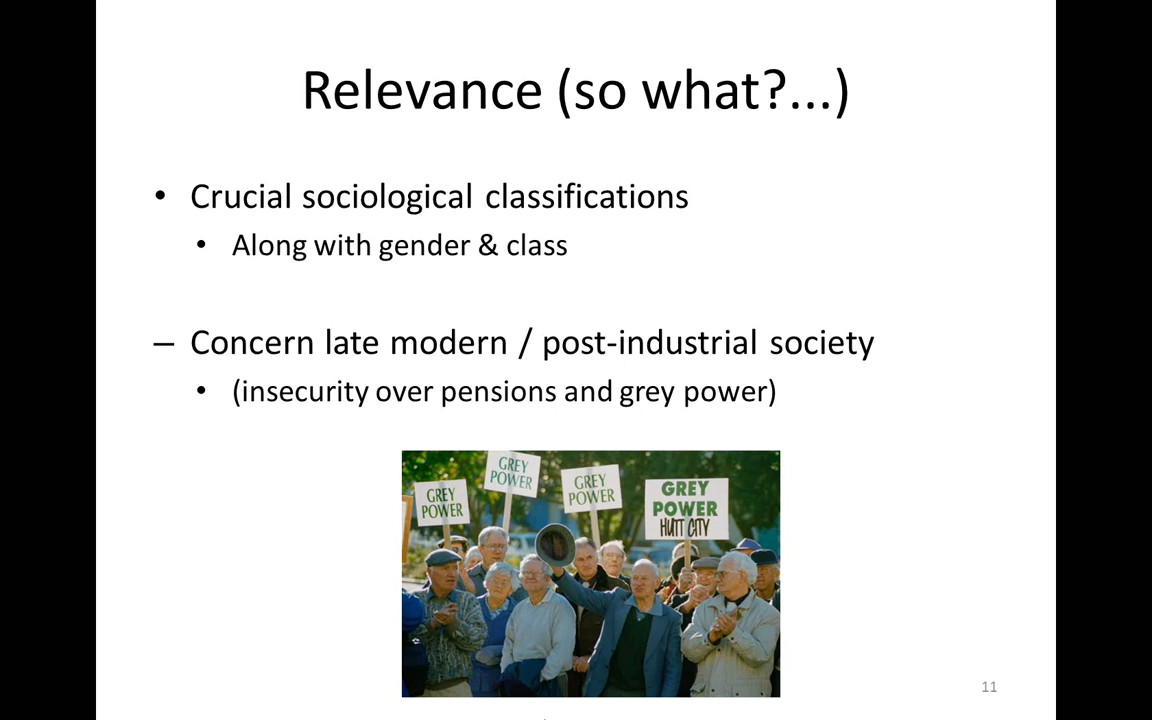 Relevance (so what?...)
• Crucial sociological classifications
• Along with gender & class
– Concern late modern / post-industrial society
• (insecurity over pensions and grey power)
GREY
POWER
GREY
POWER
GREY
POWER
GREY
POWER
HUTT CITY
11